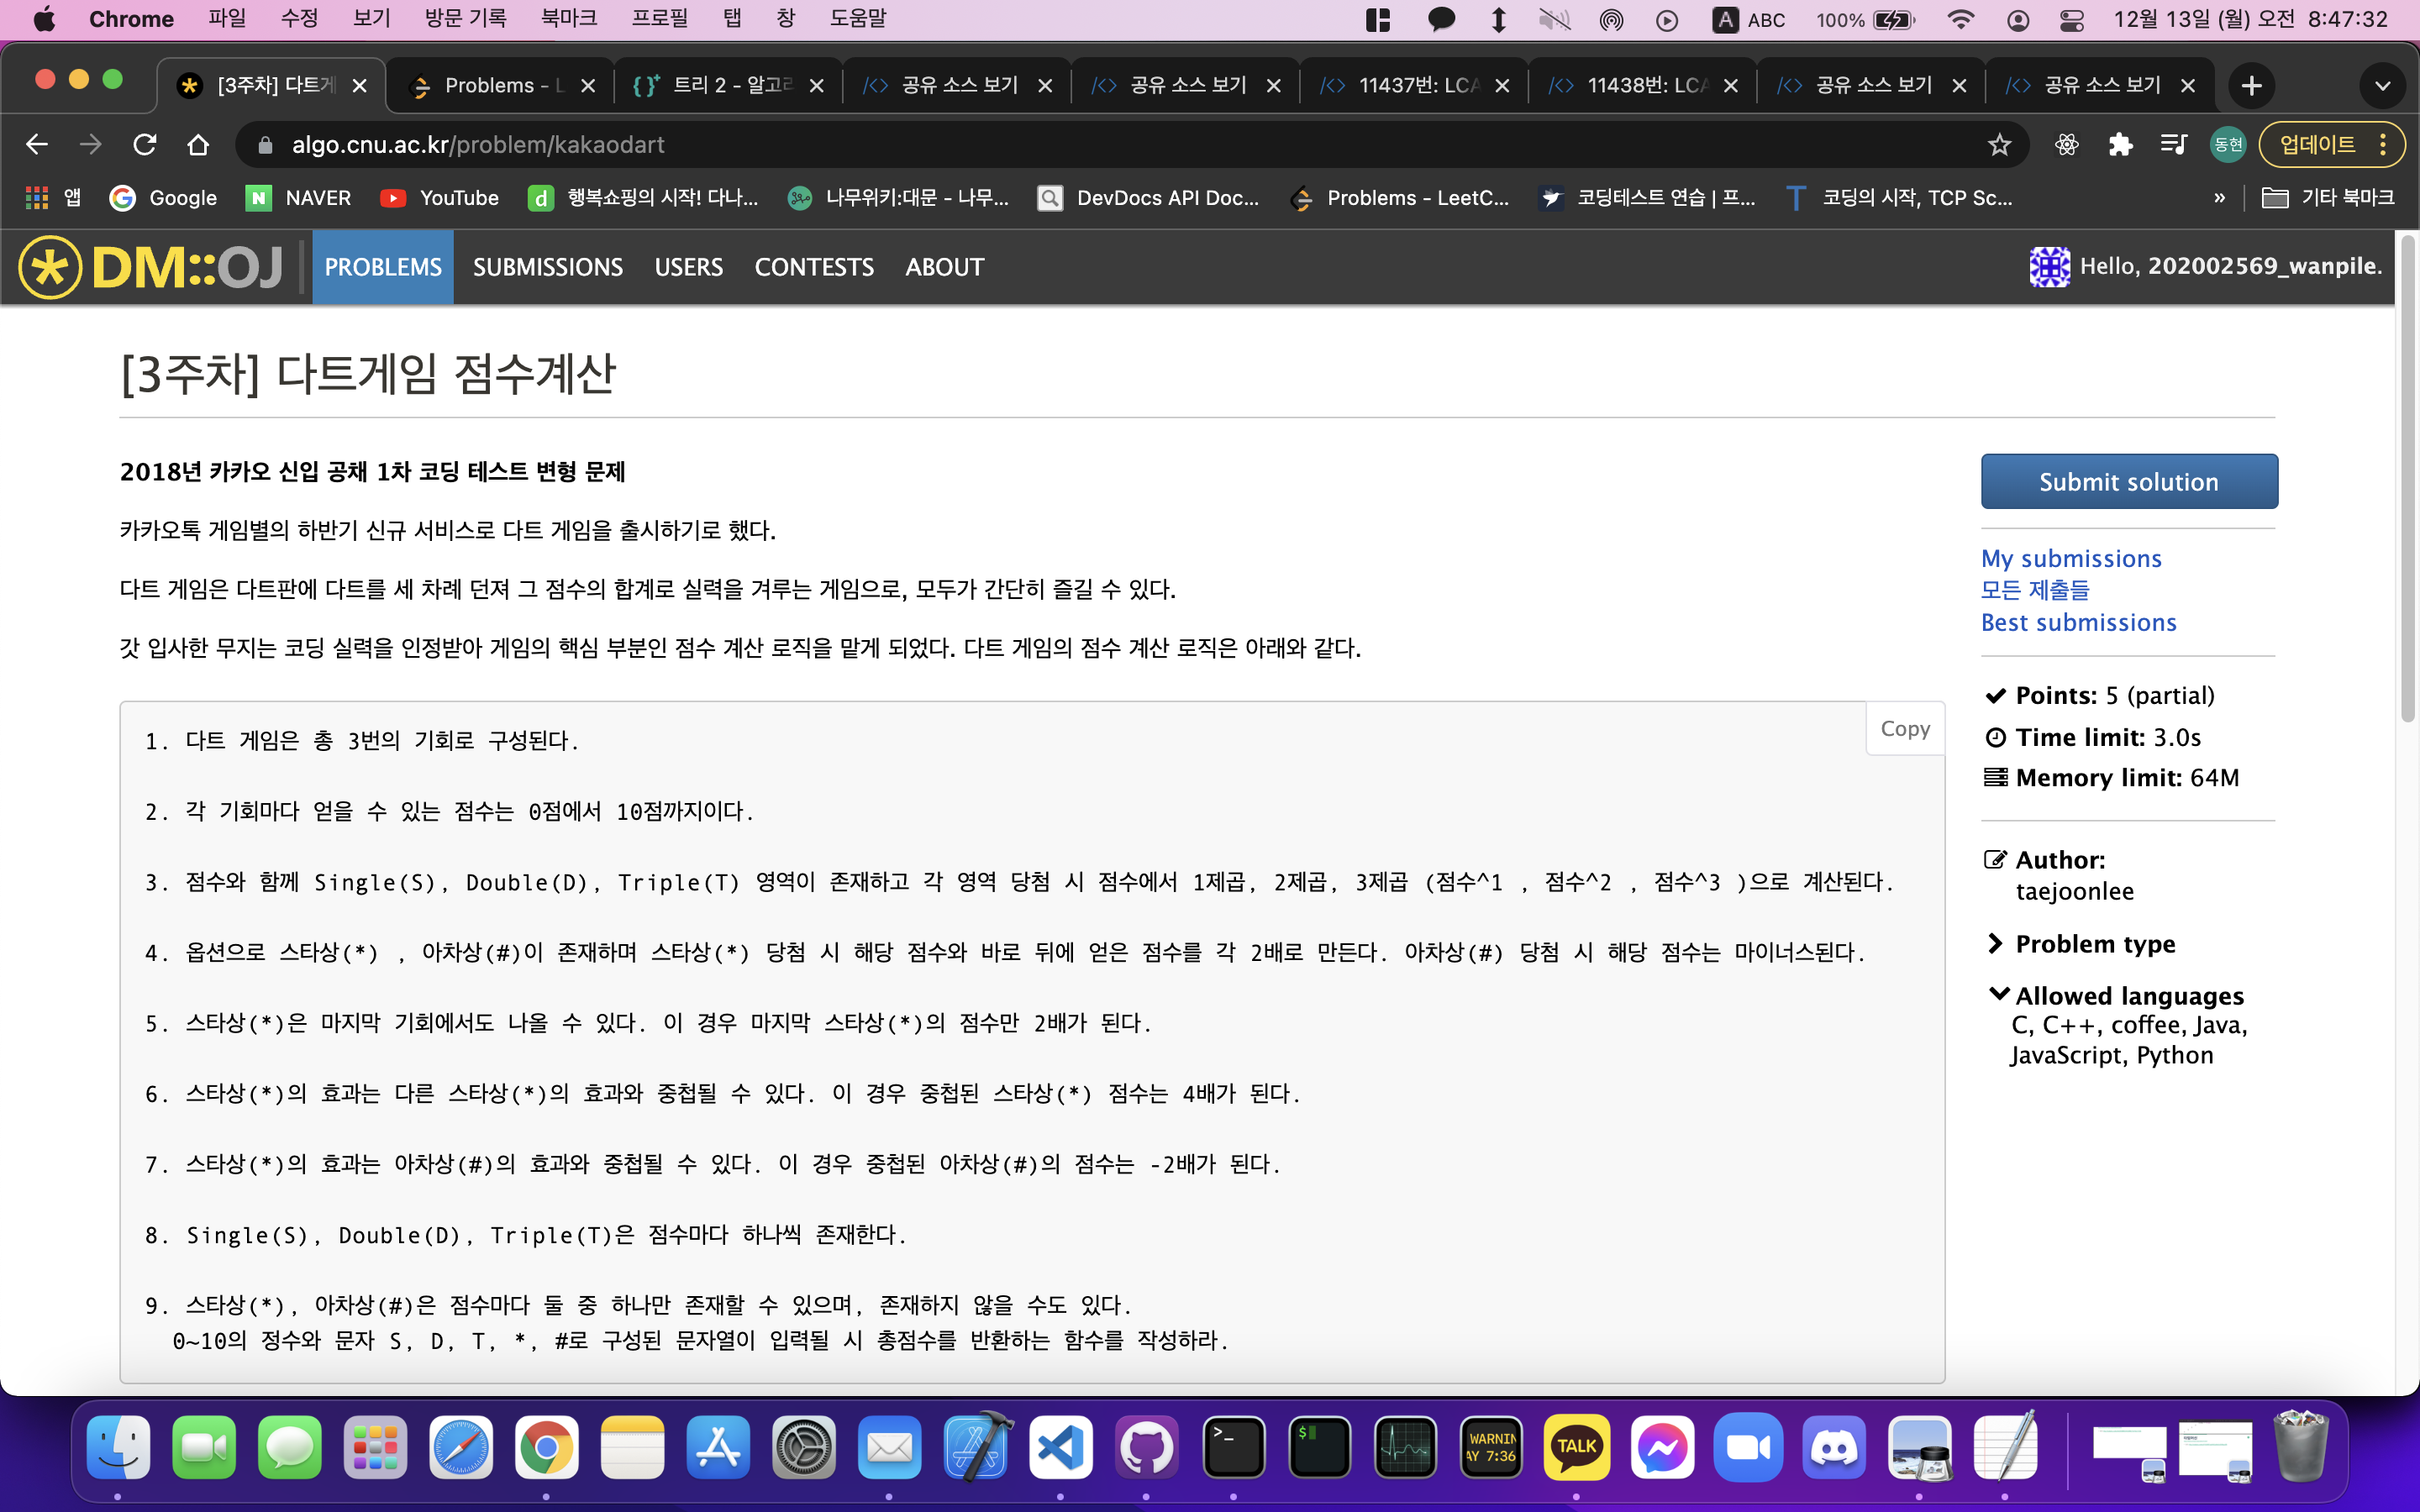 Chrome 파일 수정 보기 방문 기록 북마크 프로필 탭 창 도움말 A ABC 100% 12월 13일 (월) 오전 8:47:32
[3주차] 다트게 Problems - L 트리 2 - 알고리 공유 소스 보기 공유 소스 보기 11437번: LCA 11438번: LCA 공유 소스 보기 공유 소스 보기
algo.cnu.ac.kr/problem/kakaodart 동현 업데이트
앱 Google NAVER YouTube 행복쇼핑의 시작! 다나... 나무위키:대문 - 나무... DevDocs API Doc... Problems - LeetC... 코딩테스트 연습 | 프... 코딩의 시작, TCP Sc... » 기타 북마크
DM::OJ PROBLEMS SUBMISSIONS USERS CONTESTS ABOUT Hello, 202002569_wanpile.
[3주차] 다트게임 점수계산
2018년 카카오 신입 공채 1차 코딩 테스트 변형 문제
카카오톡 게임별의 하반기 신규 서비스로 다트 게임을 출시하기로 했다.
다트 게임은 다트판에 다트를 세 차례 던져 그 점수의 합계로 실력을 겨루는 게임으로, 모두가 간단히 즐길 수 있다.
갓 입사한 무지는 코딩 실력을 인정받아 게임의 핵심 부분인 점수 계산 로직을 맡게 되었다. 다트 게임의 점수 계산 로직은 아래와 같다.
Copy
1. 다트 게임은 총 3번의 기회로 구성된다.
2. 각 기회마다 얻을 수 있는 점수는 0점에서 10점까지이다.
3. 점수와 함께 Single(S), Double(D), Triple(T) 영역이 존재하고 각 영역 당첨 시 점수에서 1제곱, 2제곱, 3제곱 (점수^1 , 점수^2 , 점수^3 )으로 계산된다.
4. 옵션으로 스타상(*) , 아차상(#)이 존재하며 스타상(*) 당첨 시 해당 점수와 바로 뒤에 얻은 점수를 각 2배로 만든다. 아차상(#) 당첨 시 해당 점수는 마이너스된다.
5. 스타상(*)은 마지막 기회에서도 나올 수 있다. 이 경우 마지막 스타상(*)의 점수만 2배가 된다.
6. 스타상(*)의 효과는 다른 스타상(*)의 효과와 중첩될 수 있다. 이 경우 중첩된 스타상(*) 점수는 4배가 된다.
7. 스타상(*)의 효과는 아차상(#)의 효과와 중첩될 수 있다. 이 경우 중첩된 아차상(#)의 점수는 -2배가 된다.
8. Single(S), Double(D), Triple(T)은 점수마다 하나씩 존재한다.
9. 스타상(*), 아차상(#)은 점수마다 둘 중 하나만 존재할 수 있으며, 존재하지 않을 수도 있다.
0~10의 정수와 문자 S, D, T, *, #로 구성된 문자열이 입력될 시 총점수를 반환하는 함수를 작성하라.
Submit solution
My submissions
모든 제출들
Best submissions
Points: 5 (partial)
Time limit: 3.0s
Memory limit: 64M
Author:
taejoonlee
Problem type
Allowed languages
C, C++, coffee, Java,
JavaScript, Python
WARNIN
AY 7:36
TALK